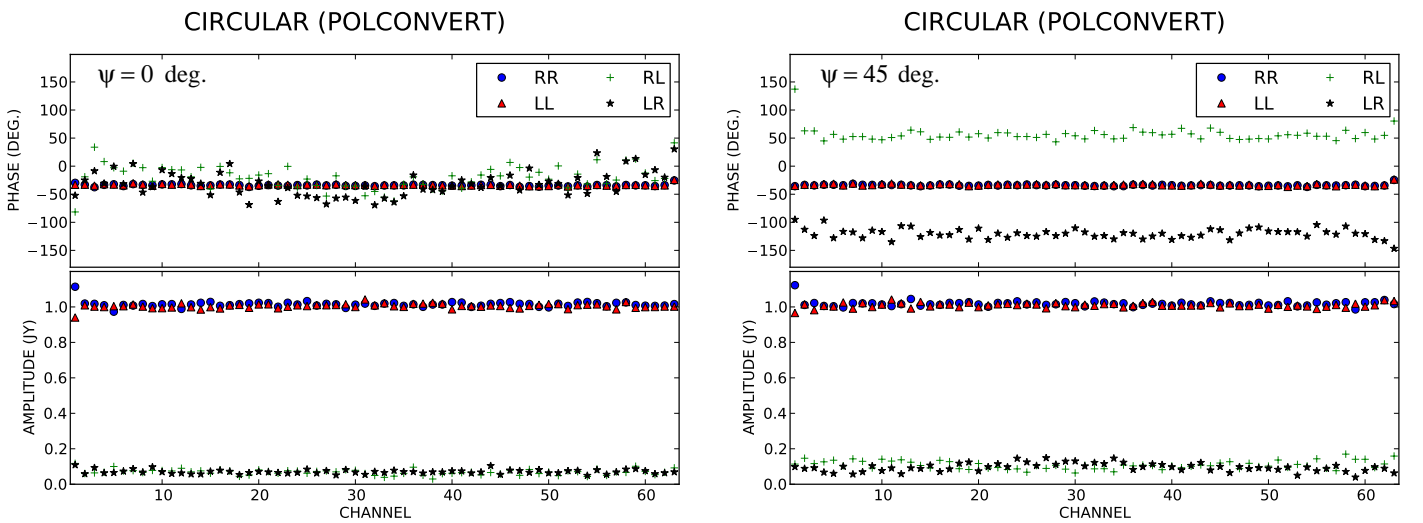 CIRCULAR (POLCONVERT)
ψ = 0 deg.
RR
RL
LL
LR
150
100
50
0
−50
−100
−150
PHASE (DEG.)
1.0
0.8
0.6
0.4
0.2
0.0
AMPLITUDE (JY)
10
20
30
40
50
60
CHANNEL
CIRCULAR (POLCONVERT)
ψ = 45 deg.
RR
RL
LL
LR
150
100
50
0
−50
−100
−150
PHASE (DEG.)
1.0
0.8
0.6
0.4
0.2
0.0
AMPLITUDE (JY)
10
20
30
40
50
60
CHANNEL